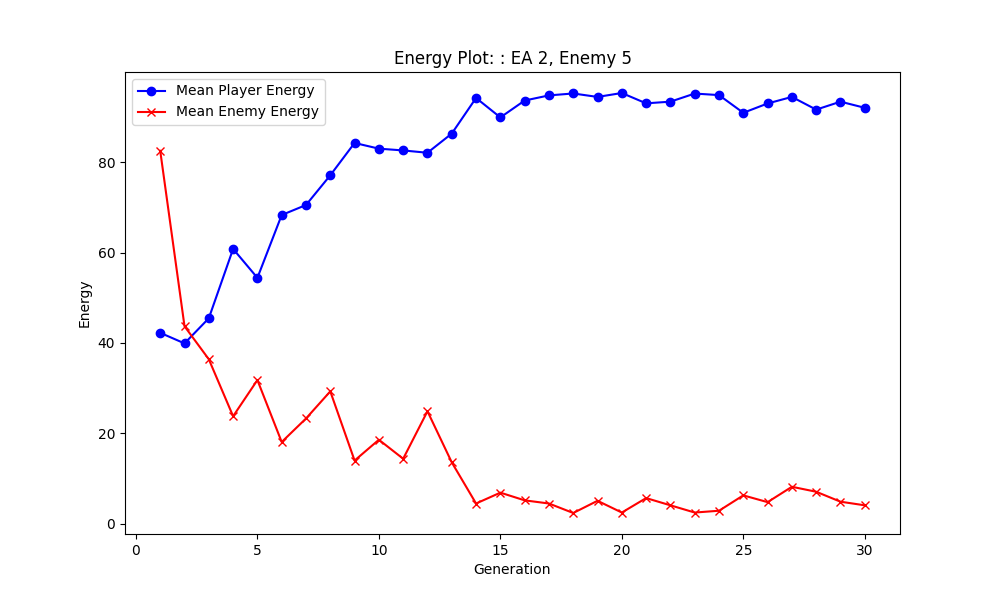 Energy Plot: : EA 2, Enemy 5
Mean Player Energy
Mean Enemy Energy
Energy
80
60
40
20
0
0 5 10 15 20 25 30
Generation